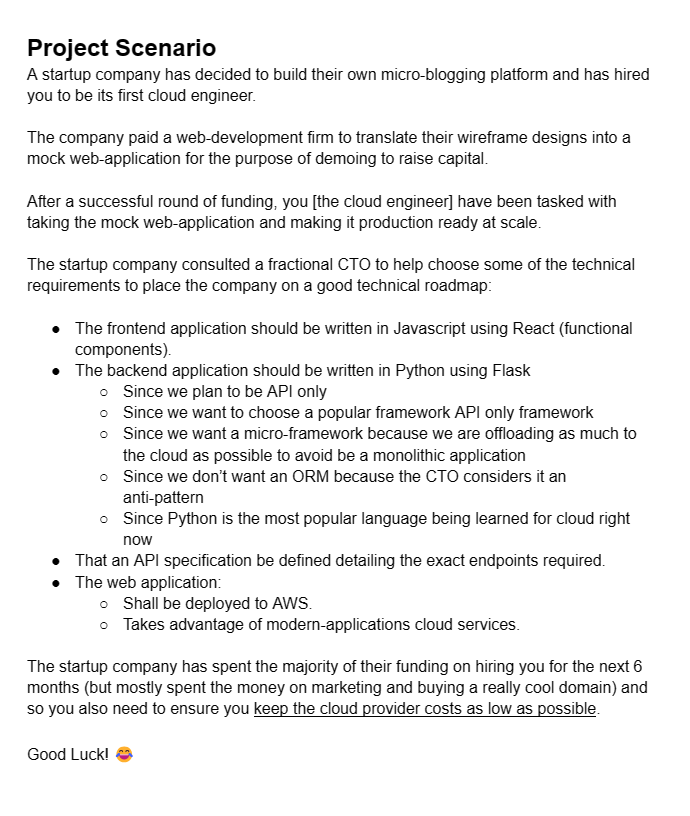 Project Scenario
A startup company has decided to build their own micro-blogging platform and has hired
you to be its first cloud engineer.
The company paid a web-development firm to translate their wireframe designs into a
mock web-application for the purpose of demoing to raise capital.
After a successful round of funding, you [the cloud engineer] have been tasked with
taking the mock web-application and making it production ready at scale.
The startup company consulted a fractional CTO to help choose some of the technical
requirements to place the company on a good technical roadmap:
● The frontend application should be written in Javascript using React (functional
components).
● The backend application should be written in Python using Flask
○ Since we plan to be API only
○ Since we want to choose a popular framework API only framework
○ Since we want a micro-framework because we are offloading as much to
the cloud as possible to avoid be a monolithic application
○ Since we don't want an ORM because the CTO considers it an
anti-pattern
○ Since Python is the most popular language being learned for cloud right
now
● That an API specification be defined detailing the exact endpoints required.
● The web application:
○ Shall be deployed to AWS.
○ Takes advantage of modern-applications cloud services.
The startup company has spent the majority of their funding on hiring you for the next 6
months (but mostly spent the money on marketing and buying a really cool domain) and
so you also need to ensure you keep the cloud provider costs as low as possible.
Good Luck! 😂